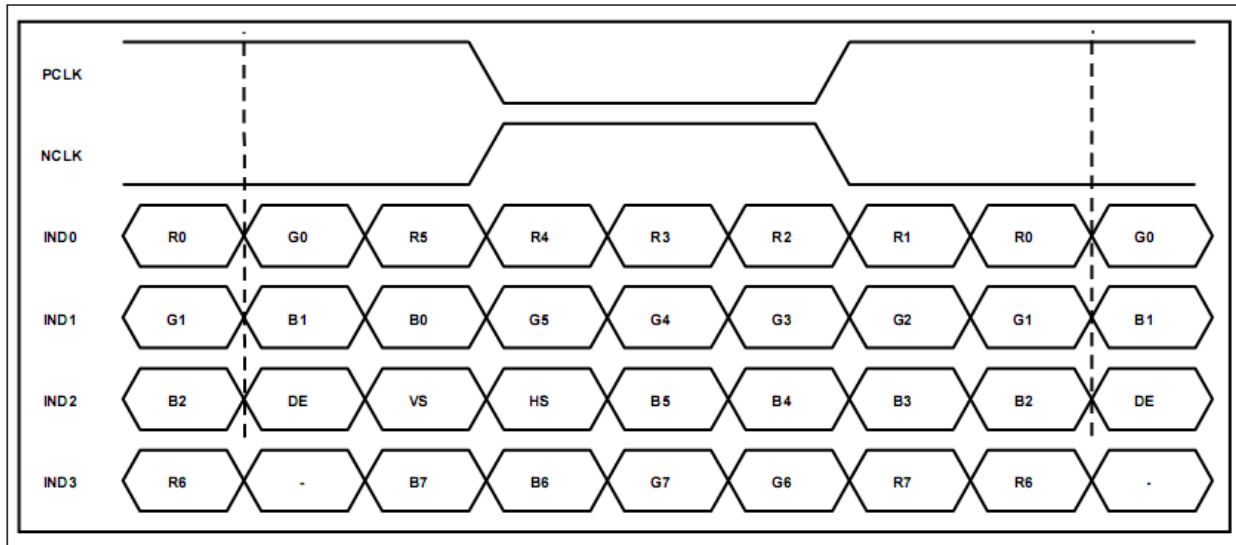 PCLK
NCLK
IND0 R0 G0 R5 R4 R3 R2 R1 R0 G0
IND1 G1 B1 B0 G5 G4 G3 G2 G1 B1
IND2 B2 DE VS HS B5 B4 B3 B2 DE
IND3 R6 - B7 B6 G7 G6 R7 R6 -